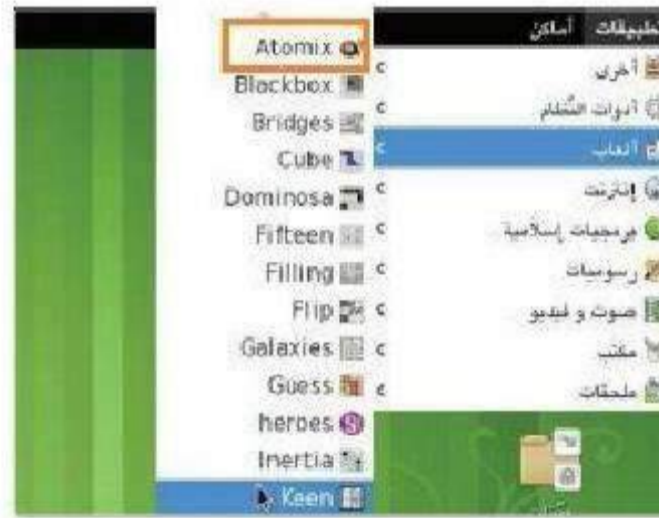 تطبيقات أماكن
أخرى
أدوات النظام
ألعاب
إنترنت
برمجيات إسلامية
رسوميات
صوت و فيديو
مكتب
ملحقات
Atomix
Blackbox
Bridges
Cube
Dominosa
Fifteen
Filling
Flip
Galaxies
Guess
heroes
Inertia
Keen